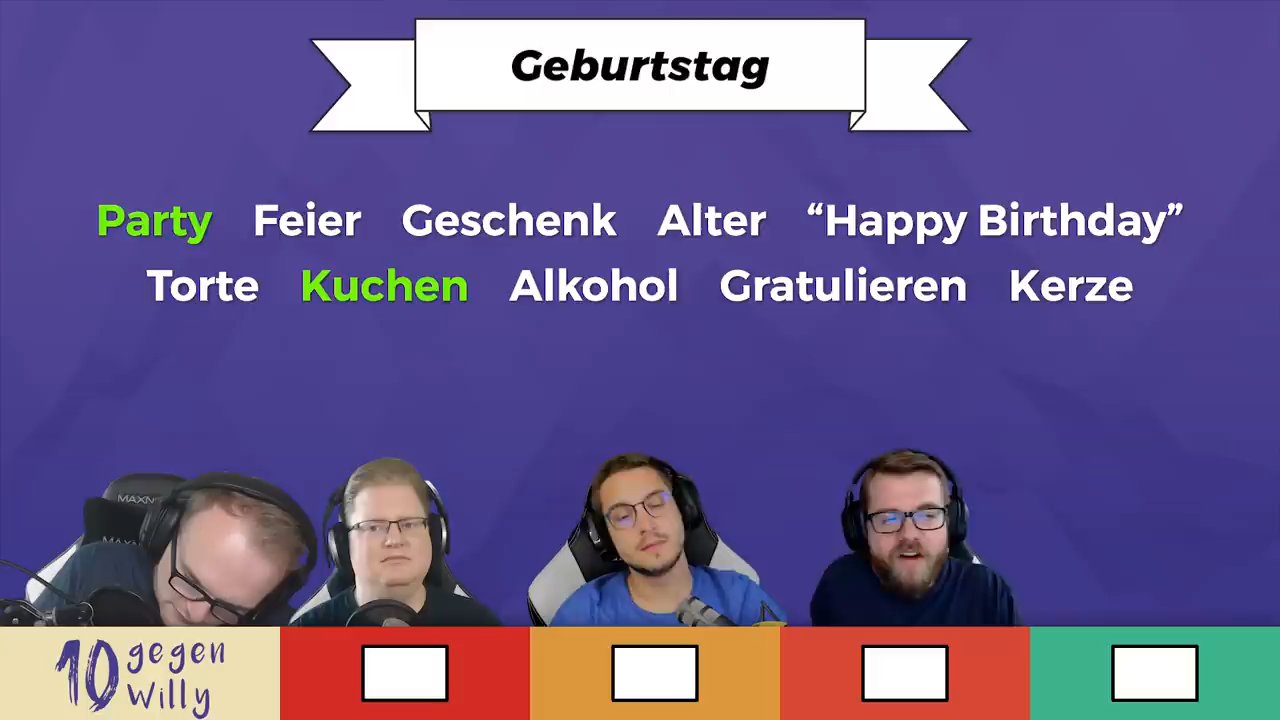 Geburtstag
Party Feier Geschenk Alter “Happy Birthday”
Torte Kuchen Alkohol Gratulieren Kerze
10 gegen
Willy